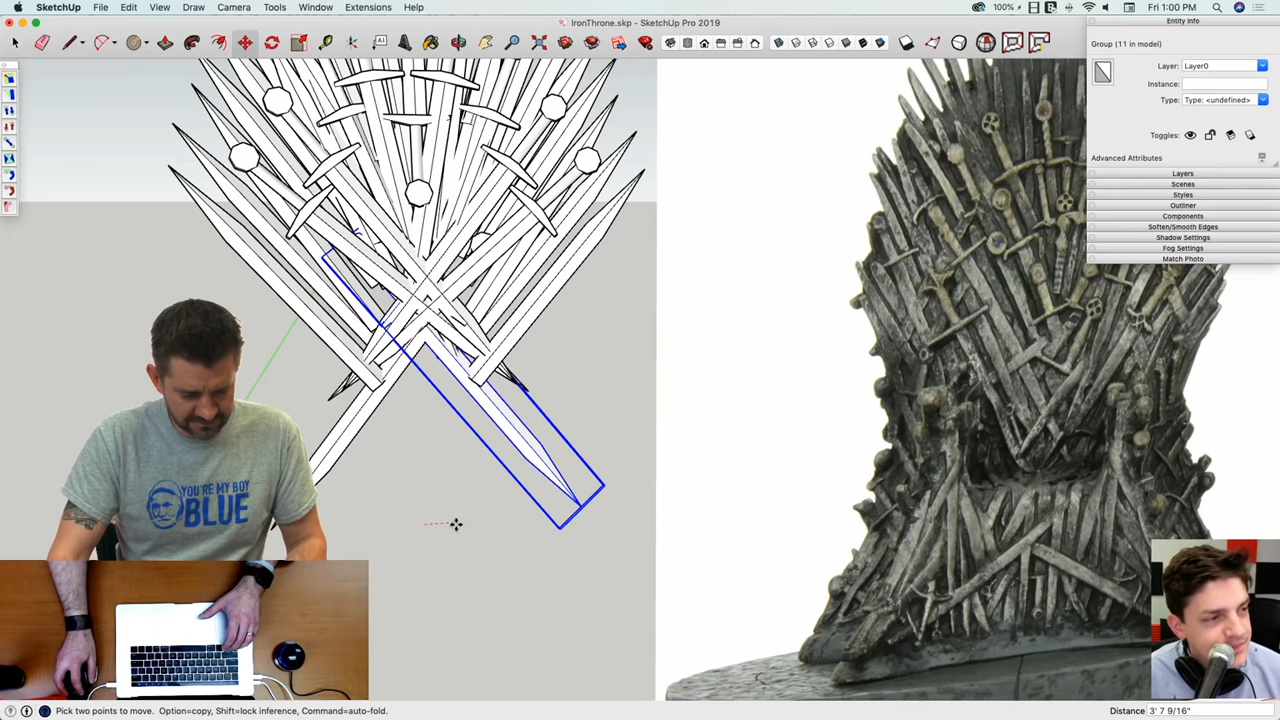 SketchUp File Edit View Draw Camera Tools Window Extensions Help
100% Fri 1:00 PM
IronThrone.skp - SketchUp Pro 2019
Entity Info
Group (11 in model)
Layer: Layer0
Instance:
Type: Type: <undefined>
Toggles:
Advanced Attributes
Layers
Scenes
Styles
Outliner
Components
Soften/Smooth Edges
Shadow Settings
Fog Settings
Match Photo
YOU'RE MY BOY
BLUE
Pick two points to move. Option=copy, Shift=lock inference, Command=auto-fold.
Distance 3' 7 9/16"